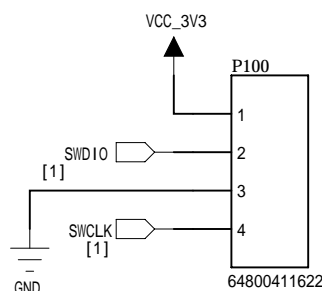 VCC_3V3
P100
1
SWDIO
2
[1]
3
SWCLK
4
[1]
GND
64800411622